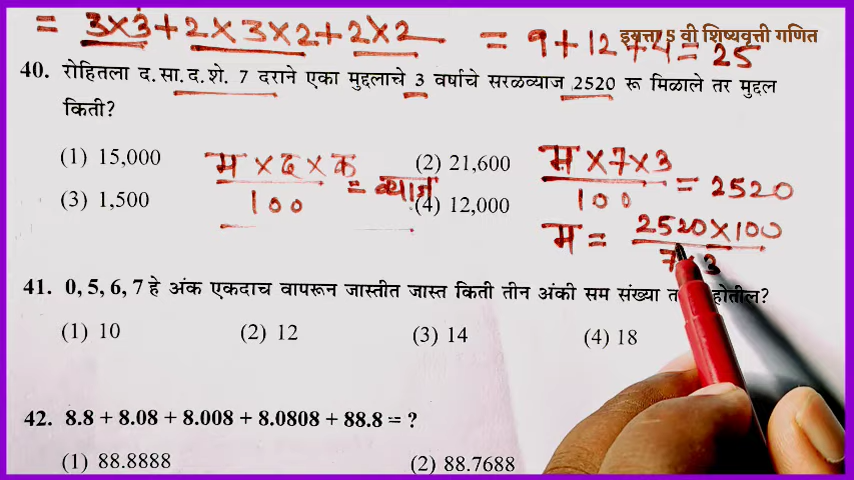 = 3×3+2×3×2+2×2 = 9+12+4=25
इयत्ता 5 वी शिष्यवृत्ती गणित
40. रोहितला द.सा.द.शे. 7 दराने एका मुद्दलाचे 3 वर्षाचे सरळव्याज 2520 रू मिळाले तर मुद्दल
किती?
(1) 15,000 (2) 21,600
(3) 1,500 (4) 12,000
म×द×क
100
= व्याज
म×7×3
100
= 2520
म =
2520×100
7×3
41. 0, 5, 6, 7 हे अंक एकदाच वापरून जास्तीत जास्त किती तीन अंकी सम संख्या होतील?
(1) 10 (2) 12 (3) 14 (4) 18
42. 8.8 + 8.08 + 8.008 + 8.0808 + 88.8 = ?
(1) 88.8888 (2) 88.7688